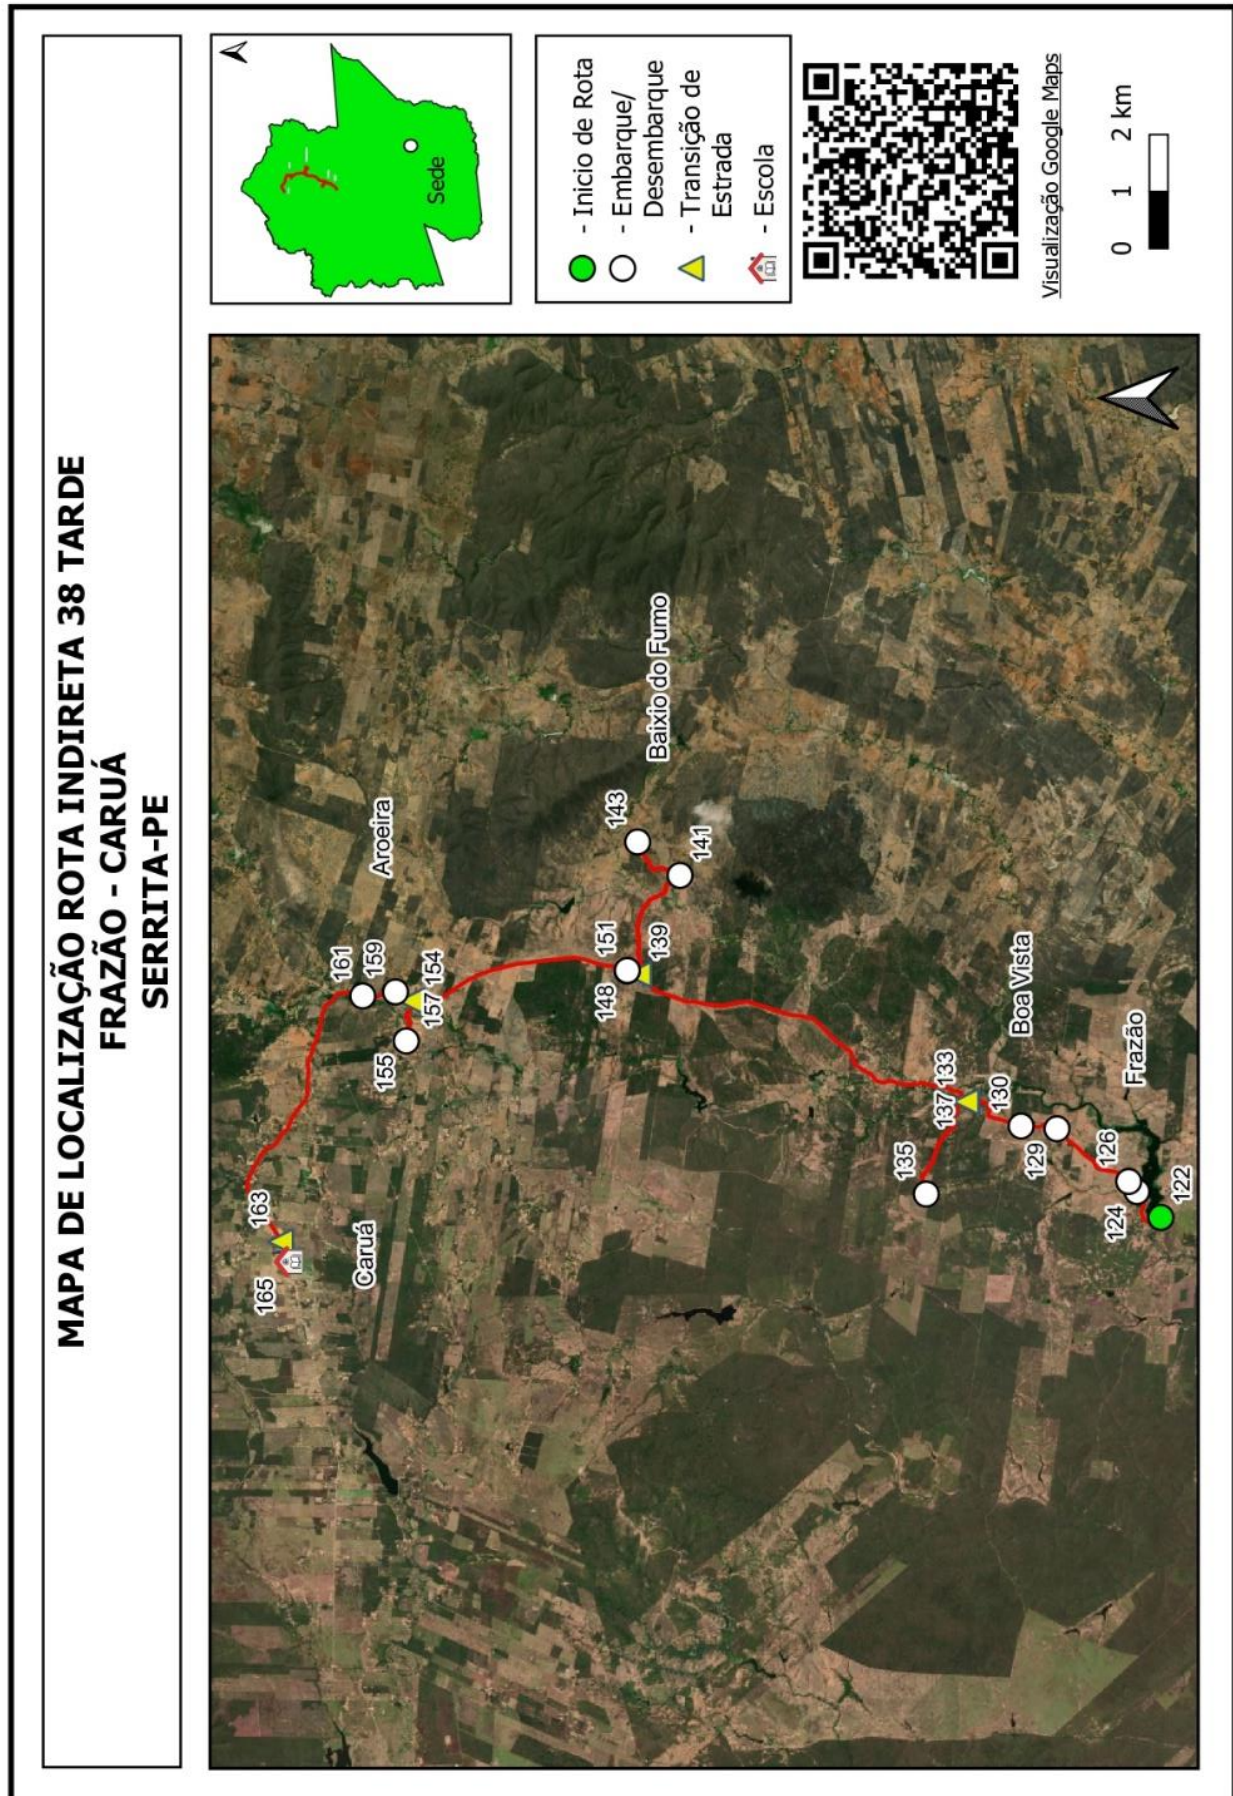 MAPA DE LOCALIZAÇÃO ROTA INDIRETA 38 TARDE
FRAZÃO - CARUÁ
SERRITA-PE
163
165
Caruá
161
159
Aroeira
154
157
155
151
148
139
143
141
Baixio do Fumo
133
137
135
130
129
Boa Vista
126
124
122
Frazão
Sede
- Inicio de Rota
- Embarque/
Desembarque
- Transição de
Estrada
- Escola
Visualização Google Maps
0 1 2 km